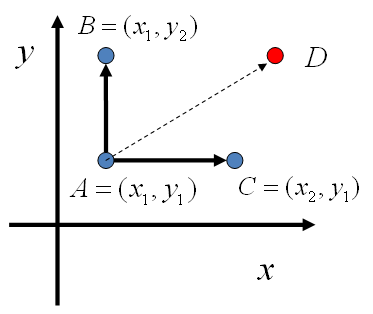 B = (x₁, y₂)
y
D
A = (x₁, y₁)
C = (x₂, y₁)
x